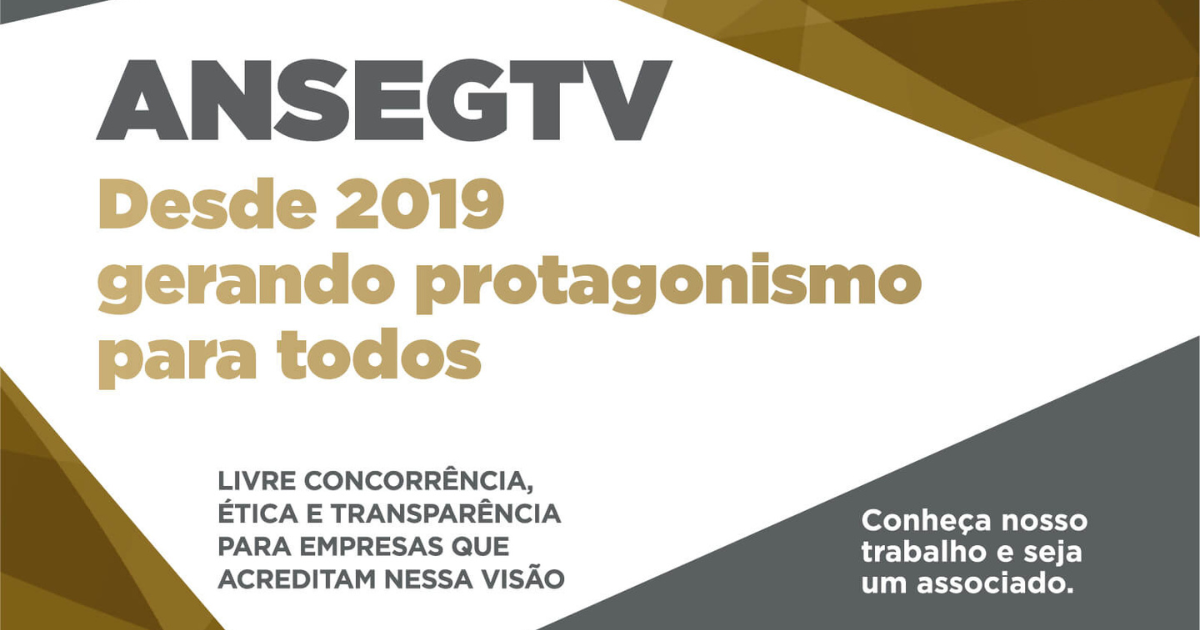 ANSEGTV
Desde 2019
gerando protagonismo
para todos
LIVRE CONCORRÊNCIA,
ÉTICA E TRANSPARÊNCIA
PARA EMPRESAS QUE
ACREDITAM NESSA VISÃO
Conheça nosso
trabalho e seja
um associado.